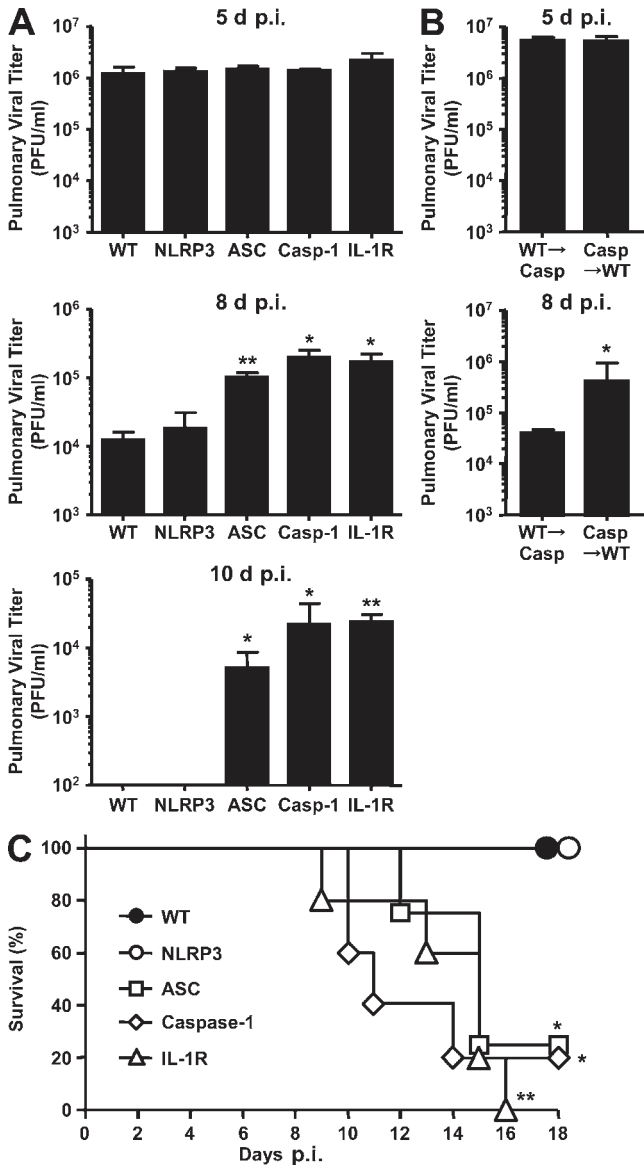 A
5 d p.i.
Pulmonary Viral Titer
(PFU/ml)
10⁷
10⁶
10⁵
10⁴
10³
WT NLRP3 ASC Casp-1 IL-1R
8 d p.i.
Pulmonary Viral Titer
(PFU/ml)
10⁶
10⁵
10⁴
10³
** * *
WT NLRP3 ASC Casp-1 IL-1R
10 d p.i.
Pulmonary Viral Titer
(PFU/ml)
10⁵
10⁴
10³
10²
* * **
WT NLRP3 ASC Casp-1 IL-1R
B
5 d p.i.
Pulmonary Viral Titer
(PFU/ml)
10⁷
10⁶
10⁵
10⁴
10³
WT→ Casp
Casp →WT
8 d p.i.
Pulmonary Viral Titer
(PFU/ml)
10⁷
10⁶
10⁵
10⁴
10³
*
WT→ Casp
Casp →WT
C
Survival (%)
100
80
60
40
20
0
WT
NLRP3
ASC
Caspase-1
IL-1R
*
*
**
0 2 4 6 8 10 12 14 16 18
Days p.i.